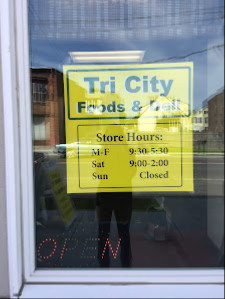 Tri City
Foods & Deli
Store Hours:
M-F 9:30-5:30
Sat 9:00-2:00
Sun Closed
OPEN